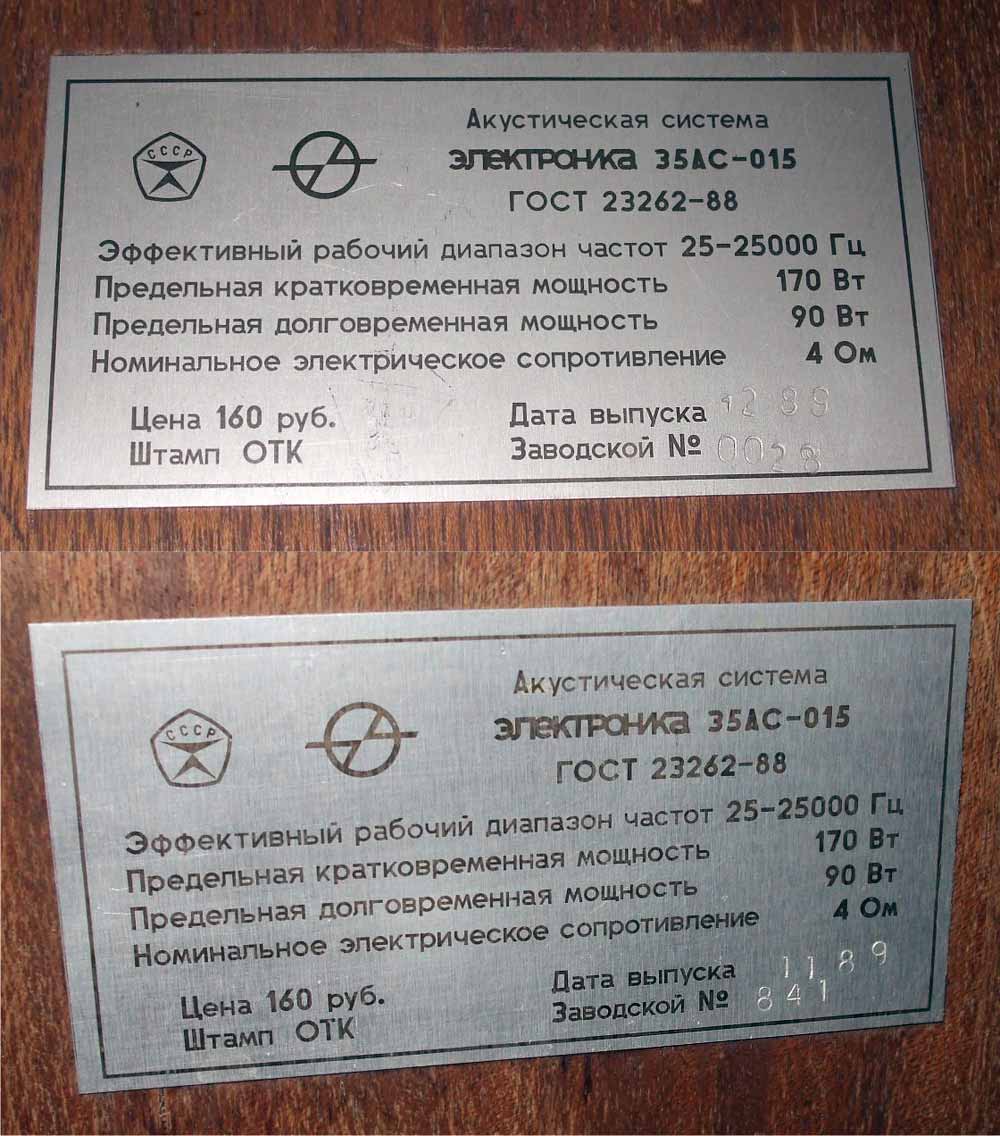 СССР
Акустическая система
электроника 35АС-015
ГОСТ 23262-88
Эффективный рабочий диапазон частот 25-25000 Гц
Предельная кратковременная мощность 170 Вт
Предельная долговременная мощность 90 Вт
Номинальное электрическое сопротивление 4 Ом
Цена 160 руб. Дата выпуска 12 89
Штамп ОТК Заводской № 0028
СССР
Акустическая система
электроника 35АС-015
ГОСТ 23262-88
Эффективный рабочий диапазон частот 25-25000 Гц
Предельная кратковременная мощность 170 Вт
Предельная долговременная мощность 90 Вт
Номинальное электрическое сопротивление 4 Ом
Цена 160 руб. Дата выпуска 11 89
Штамп ОТК Заводской № 841